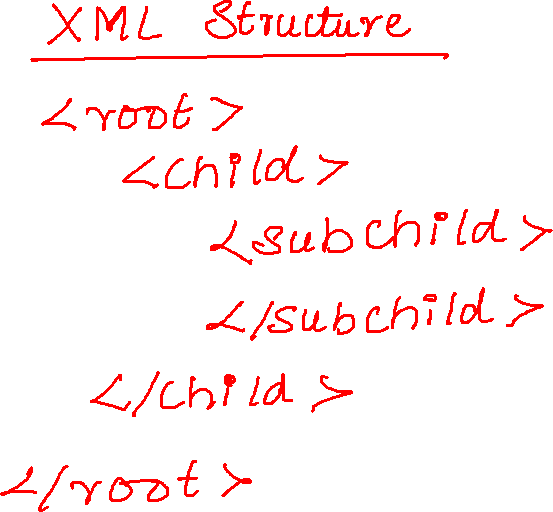 XML Structure
<root>
<child>
<subchild>
</subchild>
</child>
</root>